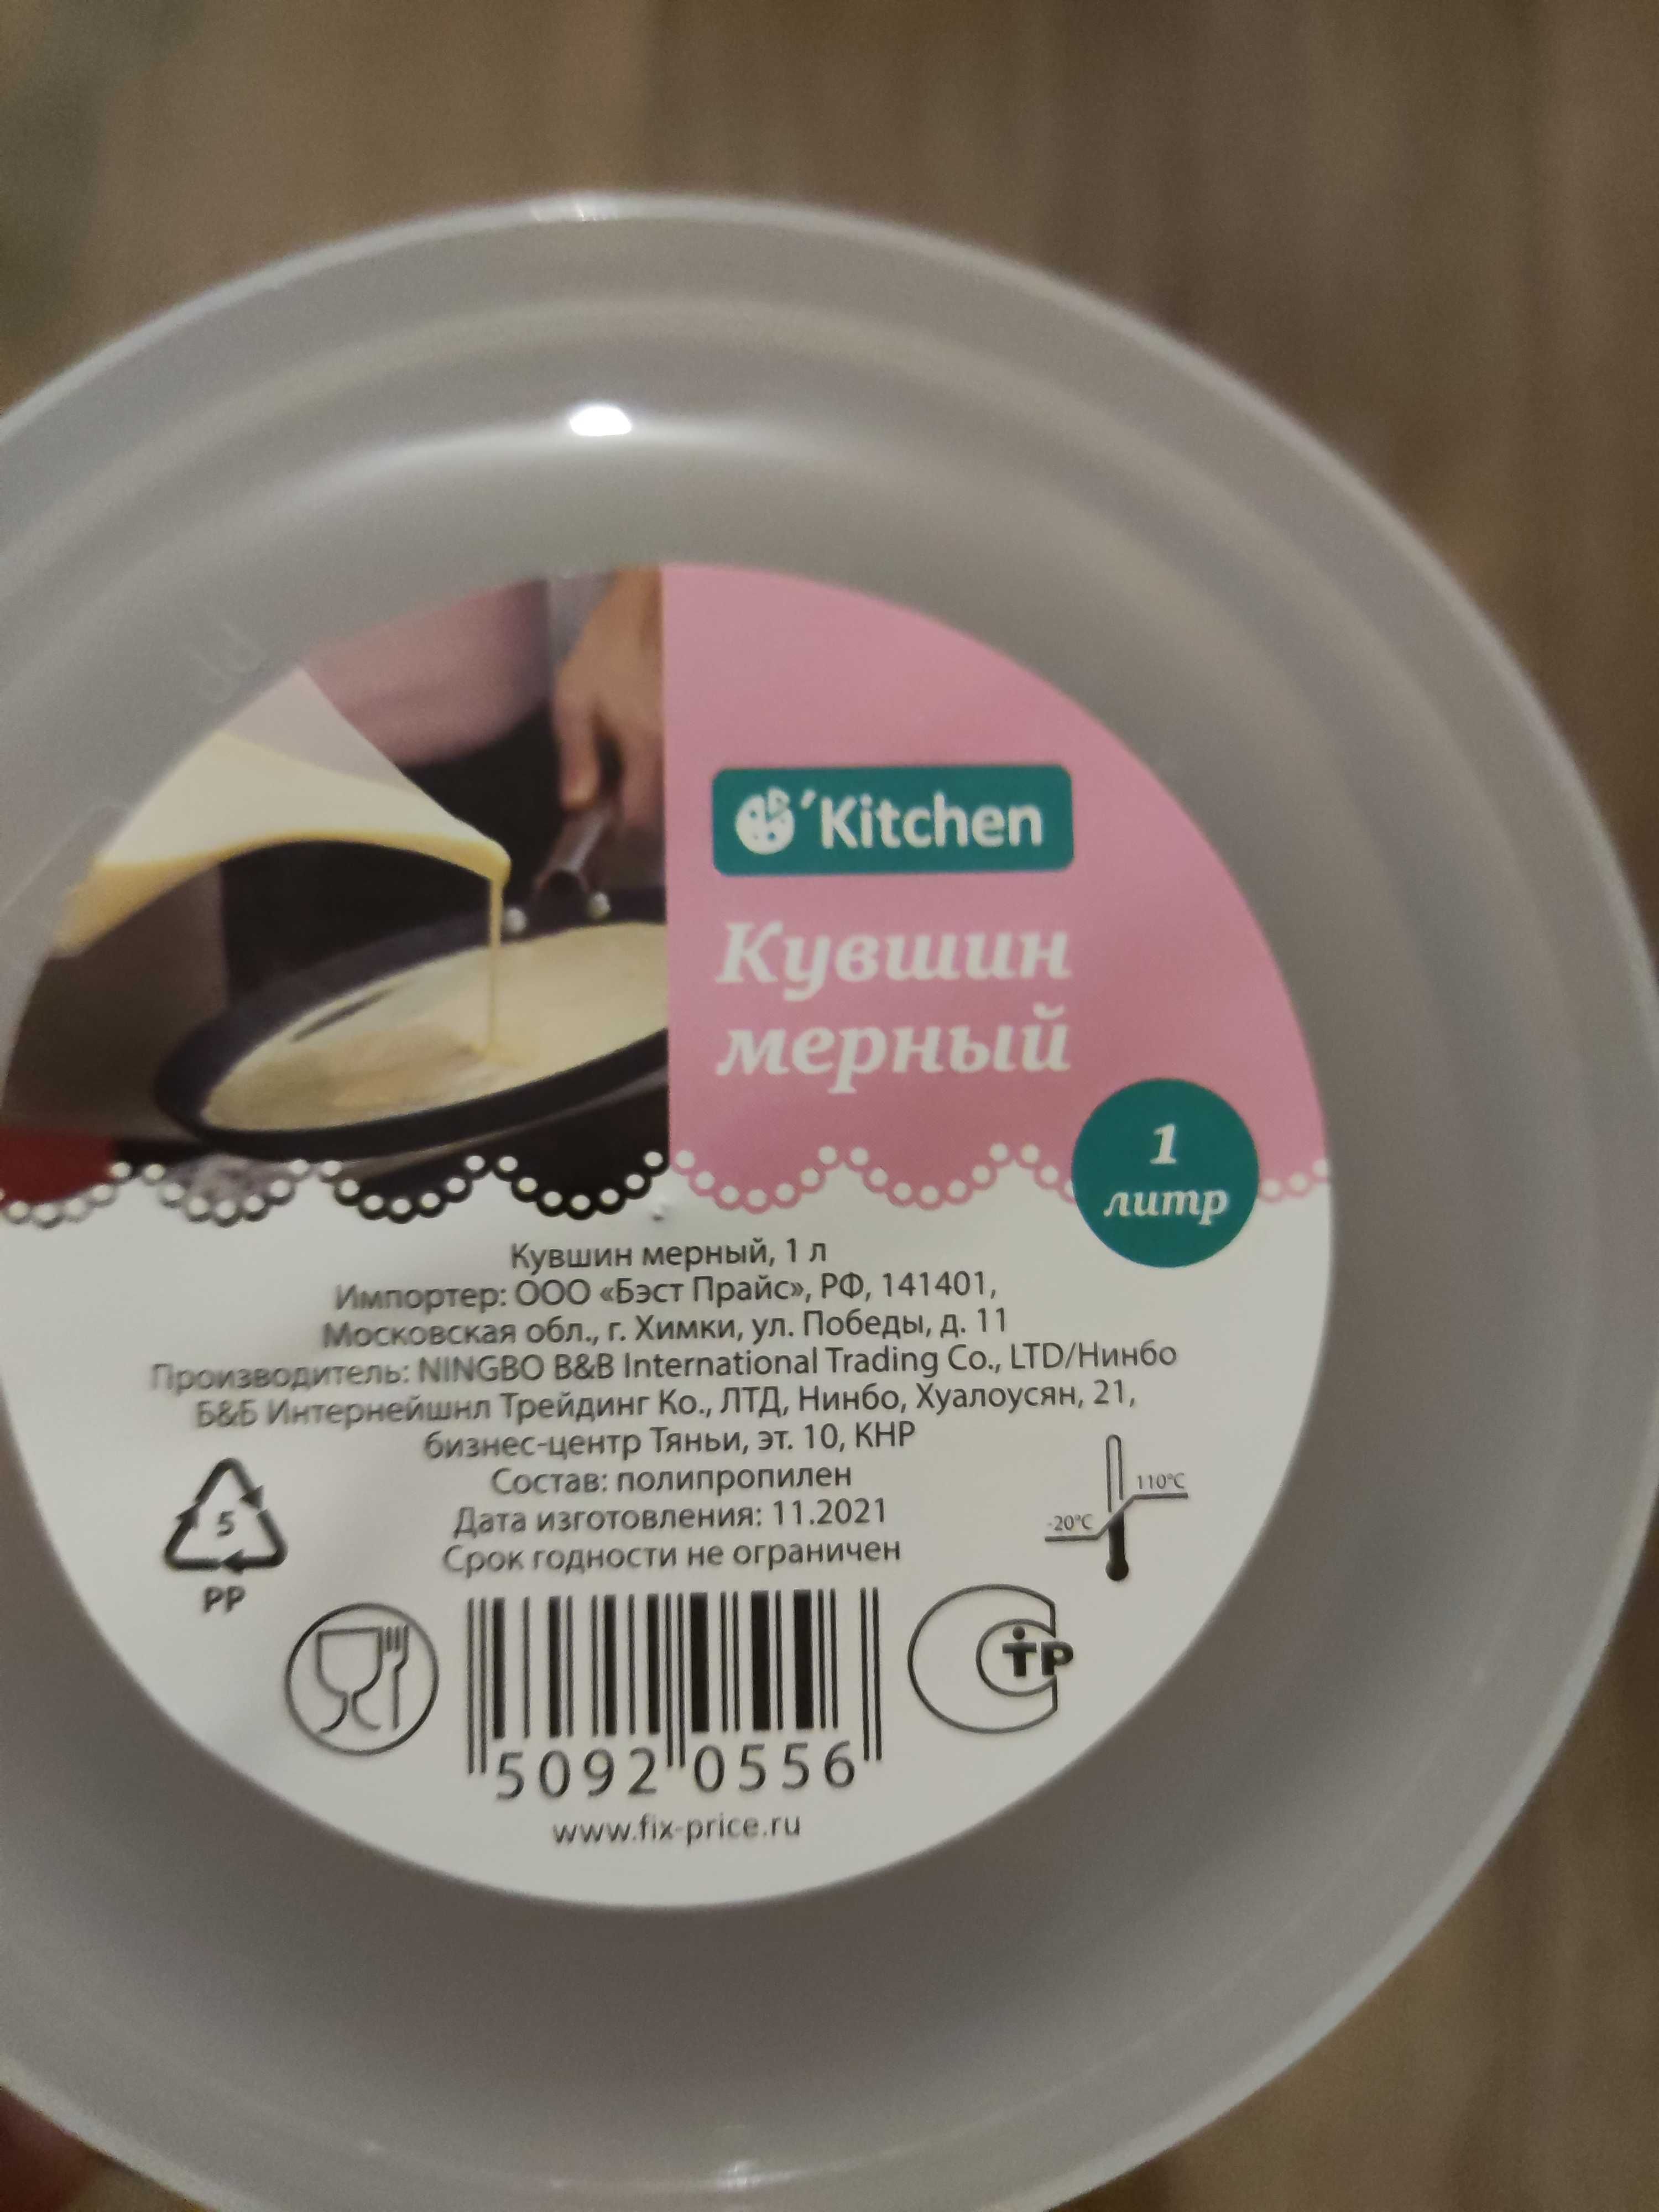 'Kitchen
Кувшин
мерный
1
литр
Кувшин мерный, 1 л
Импортер: ООО «Бэст Прайс», РФ, 141401,
Московская обл., г. Химки, ул. Победы, д. 11
Производитель: NINGBO B&B International Trading Co., LTD/Нинбо
Б&Б Интернейшнл Трейдинг Ко., ЛТД, Нинбо, Хуалоусян, 21,
бизнес-центр Тяньи, эт. 10, КНР
Состав: полипропилен
Дата изготовления: 11.2021
Срок годности не ограничен
110°C
-20°C
5
PP
TP
5092 0556
www.fix-price.ru